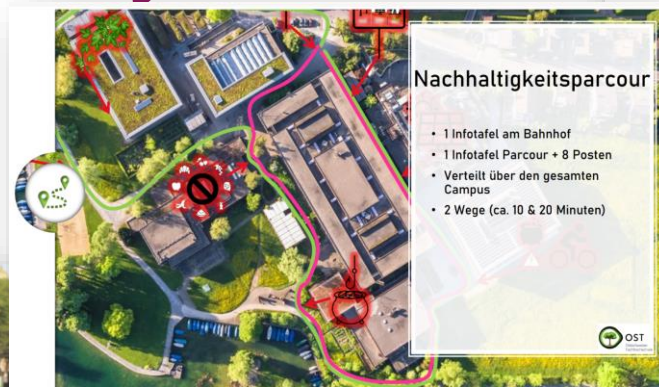 Nachhaltigkeitsparcour
• 1 Infotafel am Bahnhof
• 1 Infotafel Parcour + 8 Posten
• Verteilt über den gesamten
Campus
• 2 Wege (ca. 10 & 20 Minuten)
OST